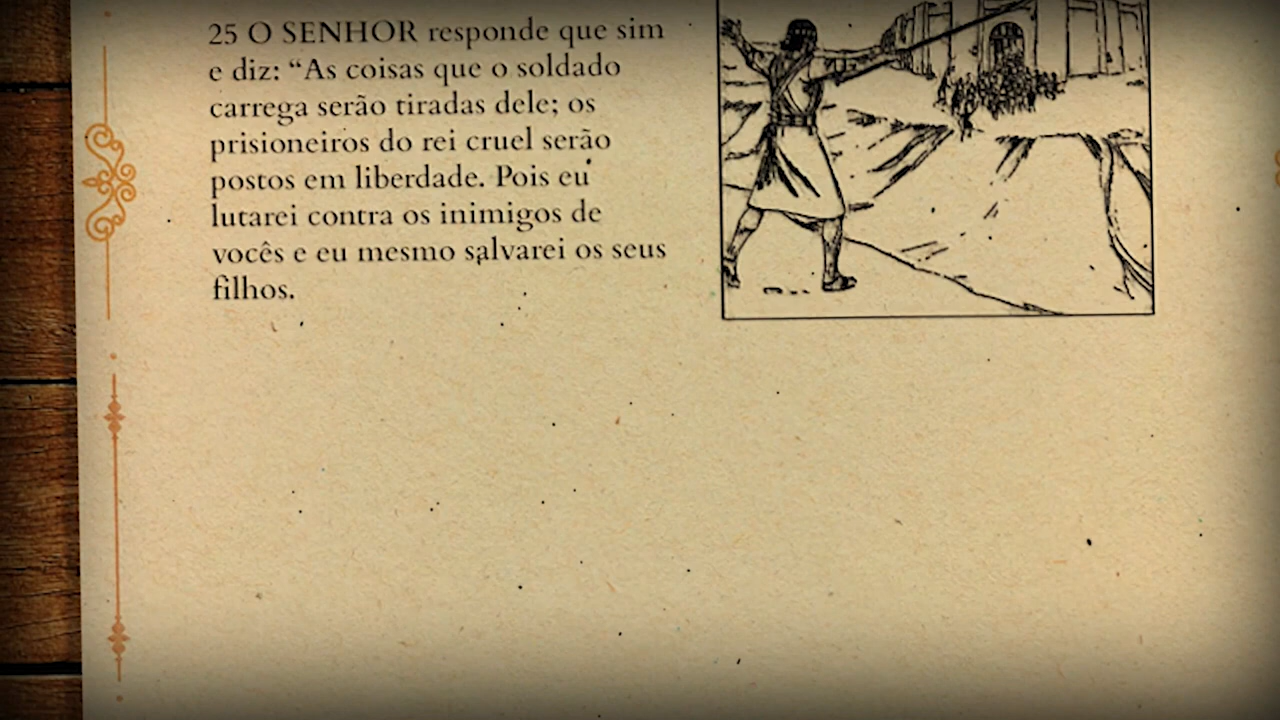 25 O SENHOR responde que sim
e diz: “As coisas que o soldado
carrega serão tiradas dele; os
prisioneiros do rei cruel serão
postos em liberdade. Pois eu
lutarei contra os inimigos de
vocês e eu mesmo salvarei os seus
filhos.